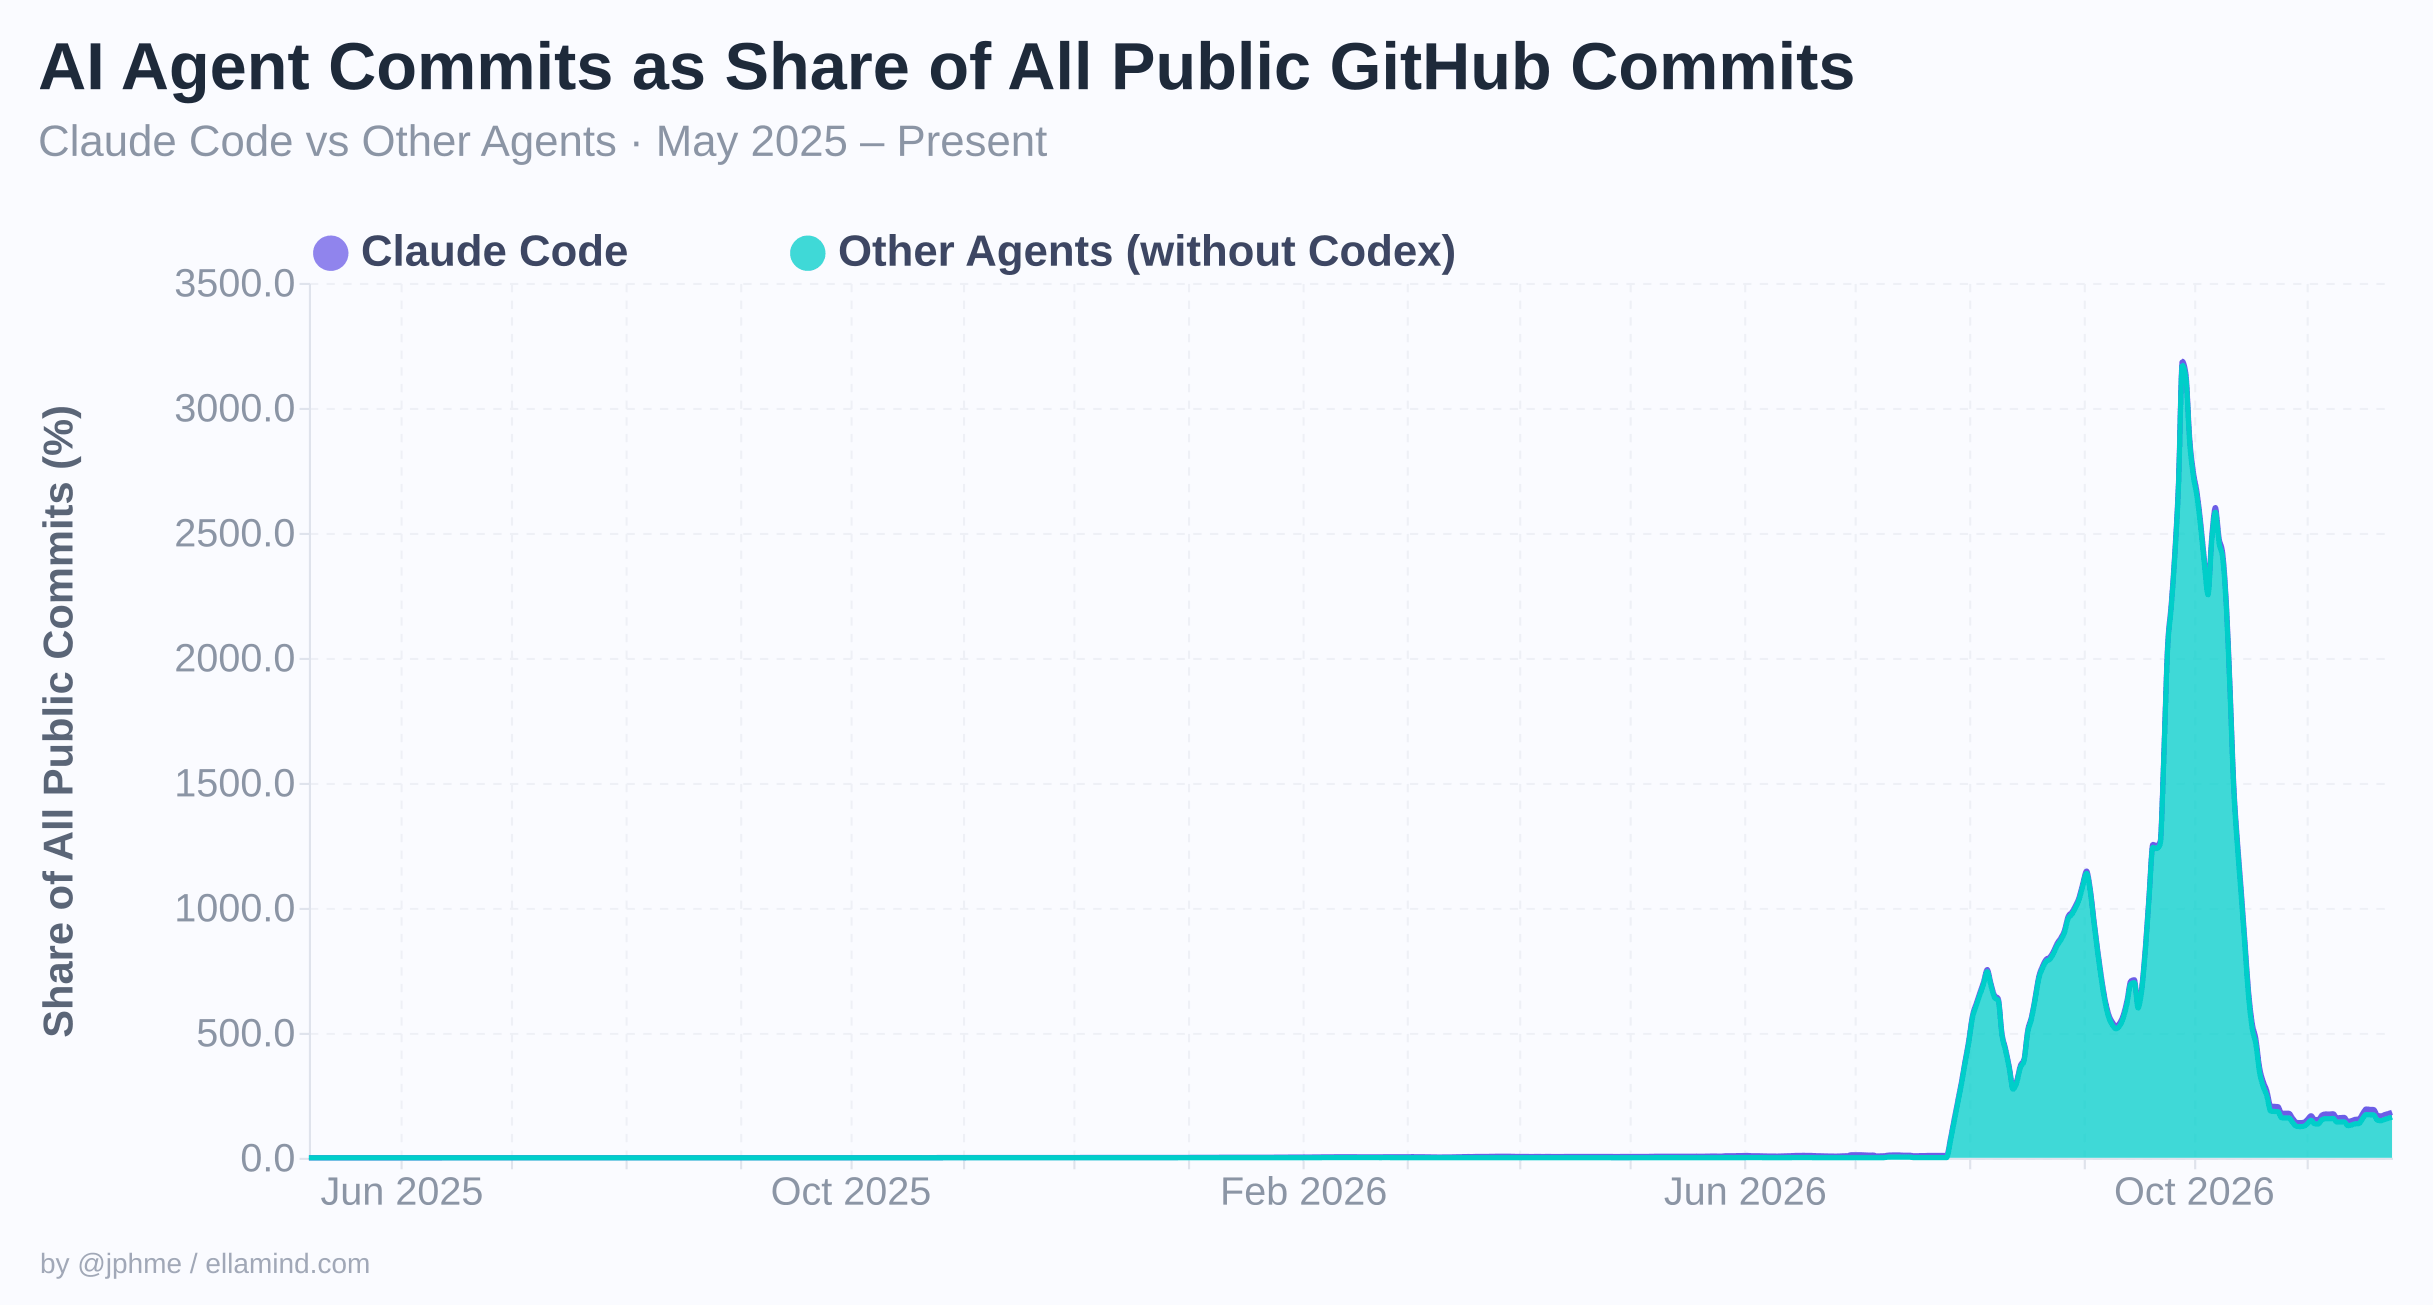 AI Agent Commits as Share of All Public GitHub Commits
Claude Code vs Other Agents · May 2025 – Present
Claude Code
Other Agents (without Codex)
Share of All Public Commits (%)
3500.0
3000.0
2500.0
2000.0
1500.0
1000.0
500.0
0.0
Jun 2025
Oct 2025
Feb 2026
Jun 2026
Oct 2026
by @jphme / ellamind.com